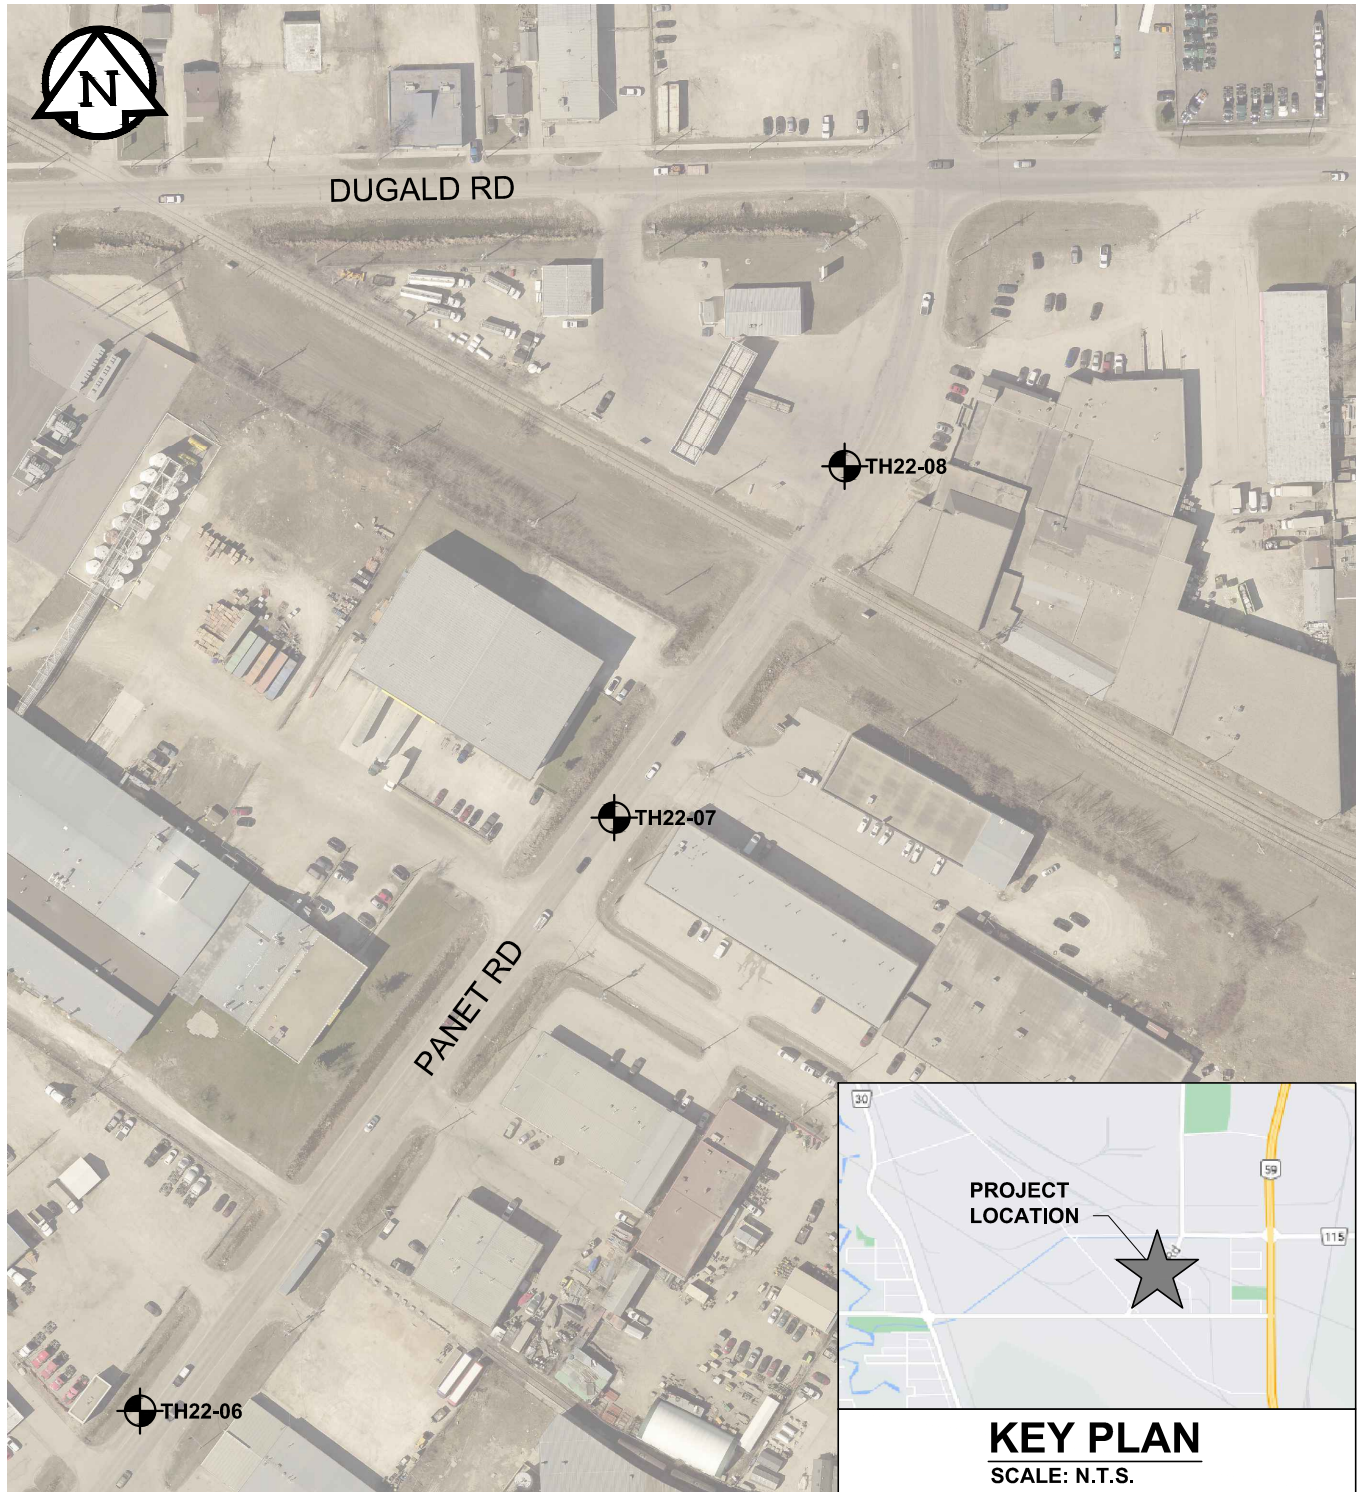 N
DUGALD RD
TH22-08
TH22-07
PANET RD
TH22-06
30
59
PROJECT
LOCATION
115
KEY PLAN
SCALE: N.T.S.